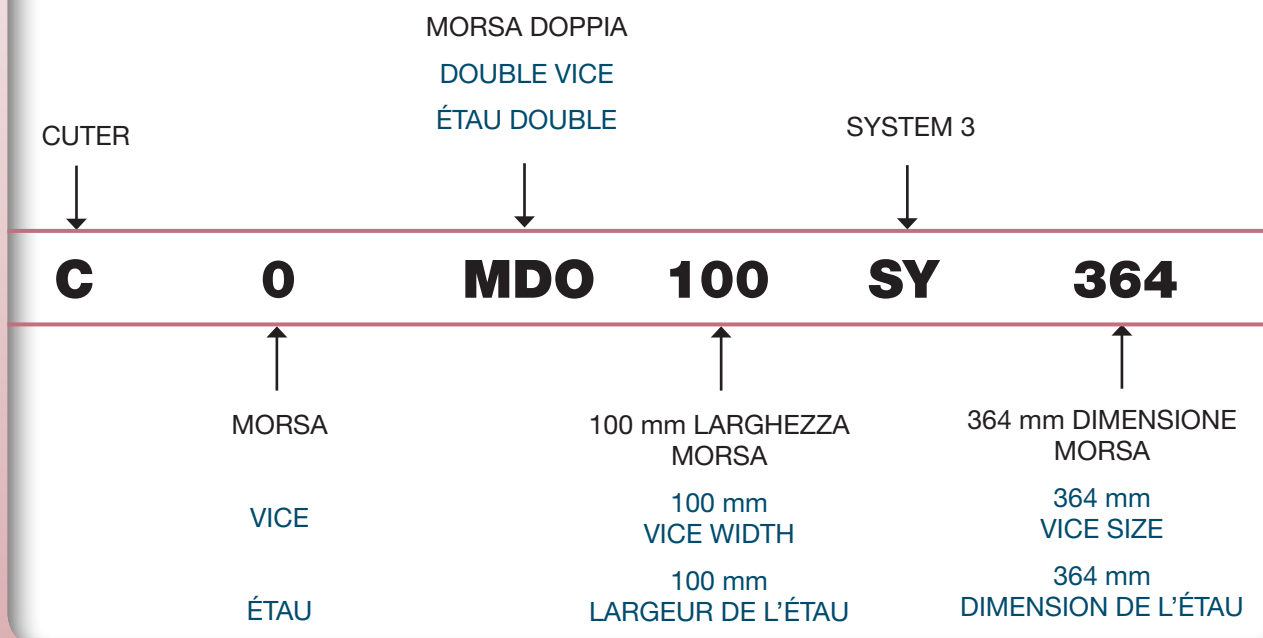 MORSA DOPPIA
DOUBLE VICE
ÉTAU DOUBLE
CUTER
SYSTEM 3
C 0 MDO 100 SY 364
MORSA
VICE
ÉTAU
100 mm LARGHEZZA
MORSA
100 mm
VICE WIDTH
100 mm
LARGEUR DE L’ÉTAU
364 mm DIMENSIONE
MORSA
364 mm
VICE SIZE
364 mm
DIMENSION DE L’ÉTAU